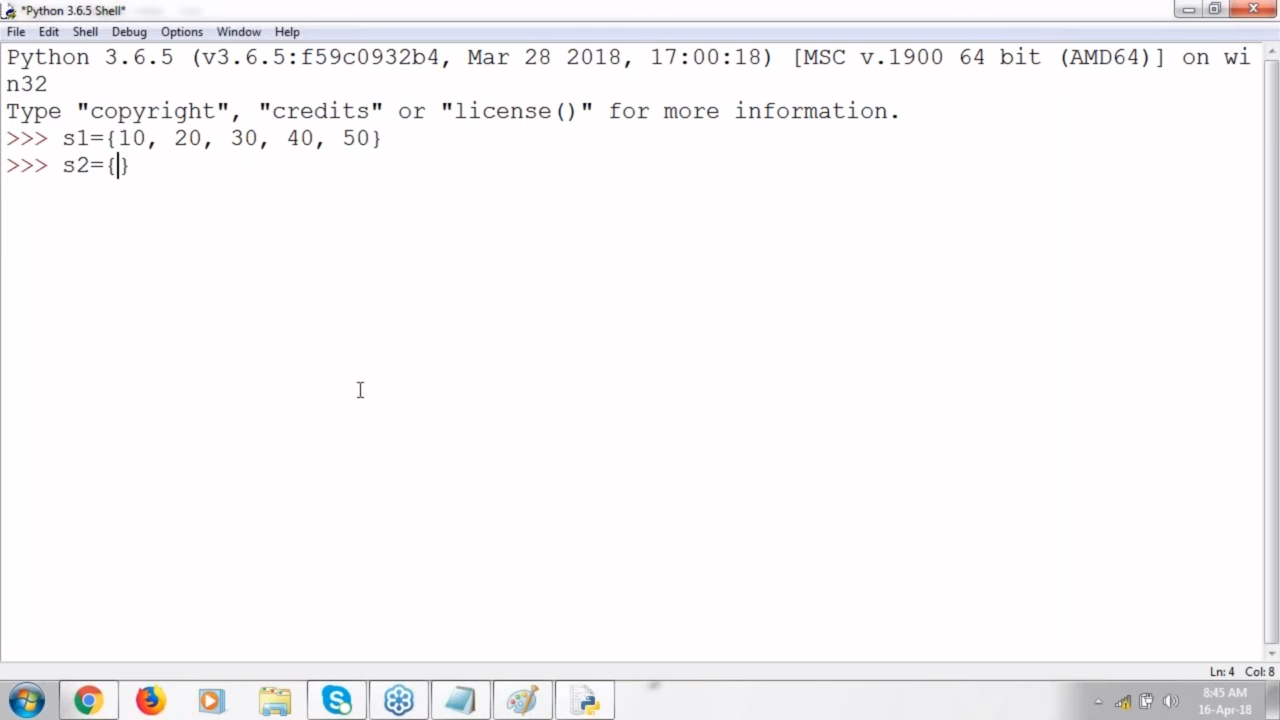 *Python 3.6.5 Shell*
File Edit Shell Debug Options Window Help
Python 3.6.5 (v3.6.5:f59c0932b4, Mar 28 2018, 17:00:18) [MSC v.1900 64 bit (AMD64)] on wi
n32
Type "copyright", "credits" or "license()" for more information.
>>> s1={10, 20, 30, 40, 50}
>>> s2={}
Ln: 4 Col: 8
8:45 AM
16-Apr-18